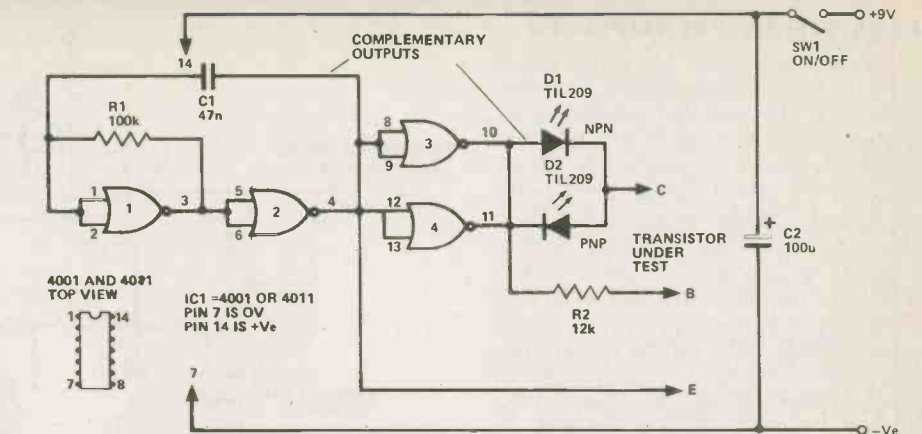 +9V
SW1
ON/OFF
14
COMPLEMENTARY
OUTPUTS
C1
47n
R1
100k
D1
TIL209
NPN
8
9
3
10
D2
TIL209
PNP
C
1
2
1
3
5
6
2
4
12
13
4
11
TRANSISTOR
UNDER
TEST
+
C2
100u
B
R2
12k
4001 AND 4011
TOP VIEW
1
14
7
8
IC1 =4001 OR 4011
PIN 7 IS OV
PIN 14 IS +Ve
7
E
–Ve